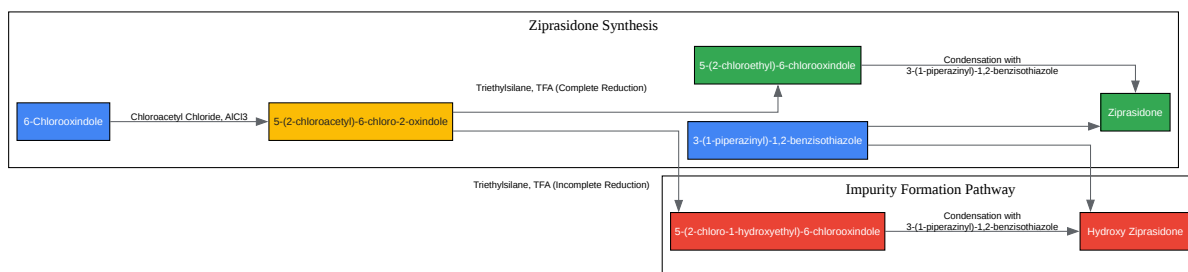 Ziprasidone Synthesis
5-(2-chloroethyl)-6-chlorooxindole
Condensation with
3-(1-piperazinyl)-1,2-benzisothiazole
Triethylsilane, TFA (Complete Reduction)
6-Chlorooxindole
Chloroacetyl Chloride, AlCl3
5-(2-chloroacetyl)-6-chloro-2-oxindole
Ziprasidone
3-(1-piperazinyl)-1,2-benzisothiazole
Triethylsilane, TFA (Incomplete Reduction)
Impurity Formation Pathway
5-(2-chloro-1-hydroxyethyl)-6-chlorooxindole
Condensation with
3-(1-piperazinyl)-1,2-benzisothiazole
Hydroxy Ziprasidone